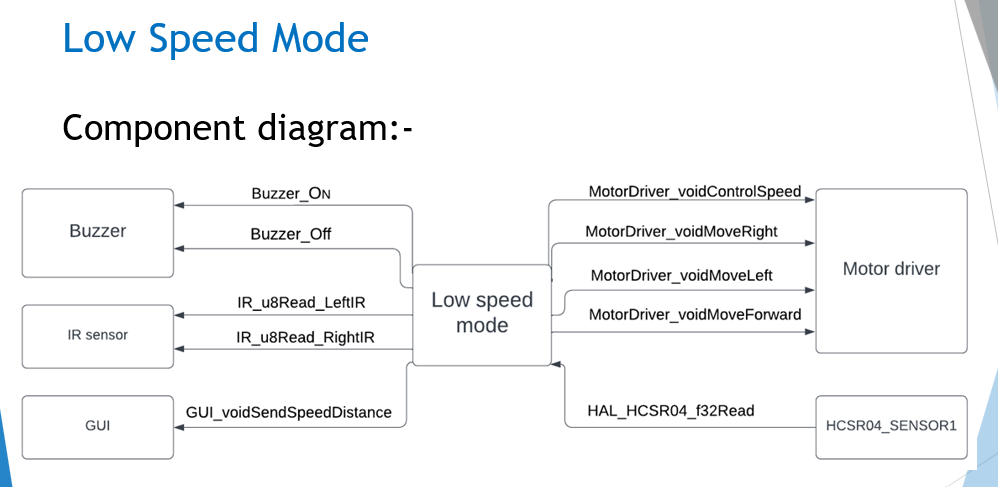 Low Speed Mode
Component diagram:-
Buzzer_ON
MotorDriver_voidControlSpeed
Buzzer
Buzzer_Off
MotorDriver_voidMoveRight
Motor driver
MotorDriver_voidMoveLeft
IR_u8Read_LeftIR
Low speed
mode
MotorDriver_voidMoveForward
IR sensor
IR_u8Read_RightIR
GUI_voidSendSpeedDistance
HAL_HCSR04_f32Read
GUI
HCSR04_SENSOR1